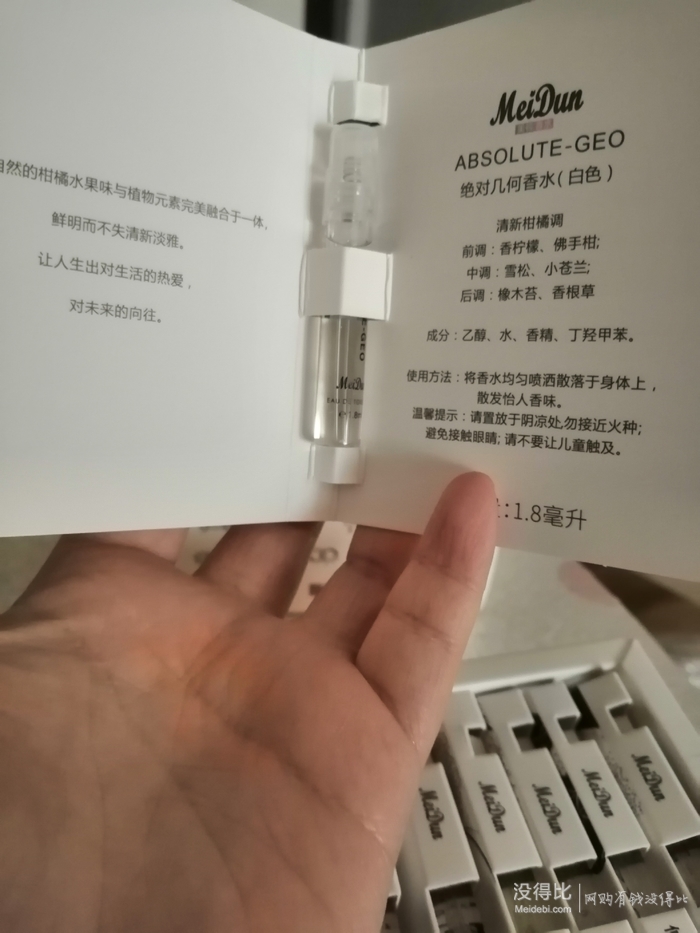 自然的柑橘水果味与植物元素完美融合于一体，
鲜明而不失清新淡雅。
让人生出对生活的热爱，
对未来的向往。
MeiDun
ABSOLUTE-GEO
绝对几何香水(白色)
清新柑橘调
前调：香柠檬、佛手柑;
中调：雪松、小苍兰;
后调：橡木苔、香根草
成分：乙醇、水、香精、丁羟甲苯。
使用方法：将香水均匀喷洒散落于身体上，
散发怡人香味。
温馨提示：请置放于阴凉处,勿接近火种;
避免接触眼睛; 请不要让儿童触及。
:1.8毫升
E-GEO
MeiDun
MeiDun
MeiDun
MeiDun
MeiDun
MeiDun
没得比
Meidebi.com
网购有钱没得比